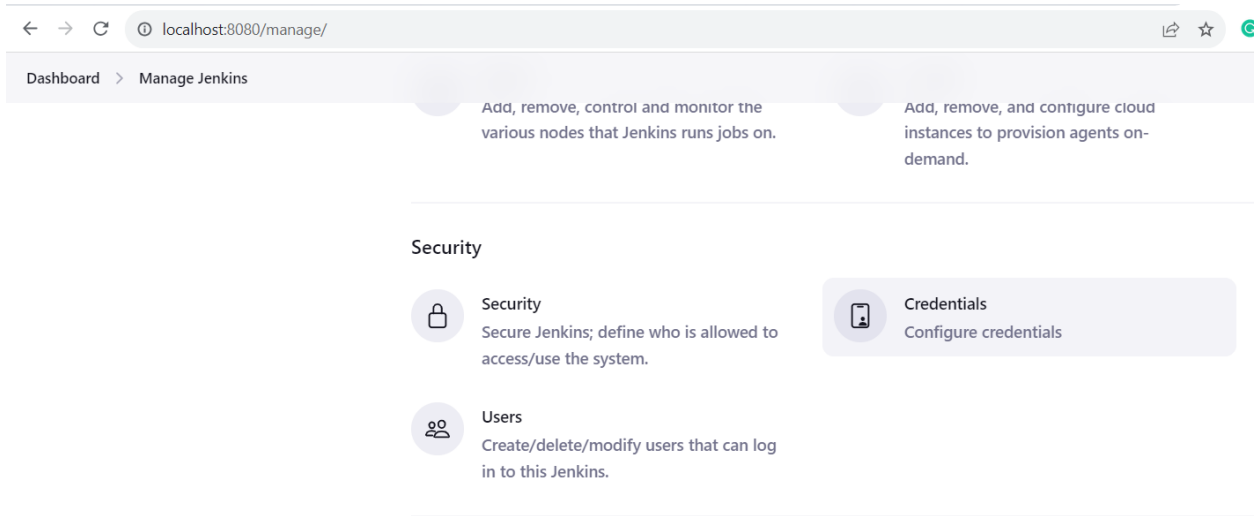 localhost:8080/manage/
Dashboard > Manage Jenkins
Add, remove, control and monitor the
various nodes that Jenkins runs jobs on.
Add, remove, and configure cloud
instances to provision agents on-
demand.
Security
Security
Secure Jenkins; define who is allowed to
access/use the system.
Credentials
Configure credentials
Users
Create/delete/modify users that can log
in to this Jenkins.